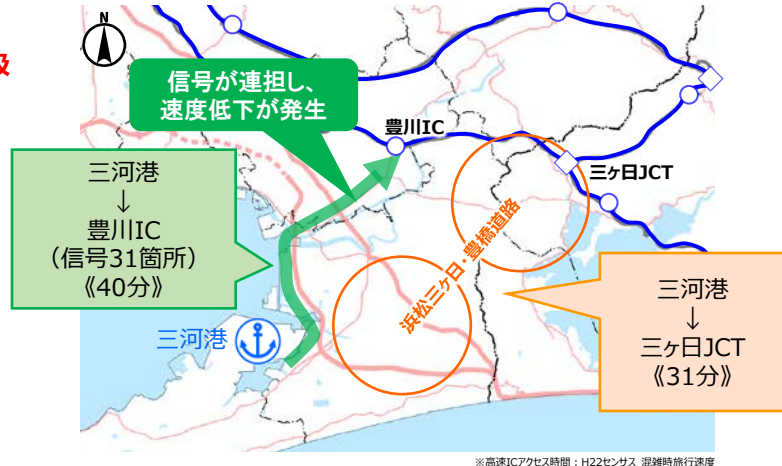 N
及
信号が連担し、
速度低下が発生
豊川IC
三河港
↓
豊川IC
（信号31箇所）
《40分》
三ヶ日JCT
浜松三ケ日・豊橋道路
三河港
三河港
↓
三ヶ日JCT
《31分》
※高速ICアクセス時間：H22センサス 混雑時旅行速度